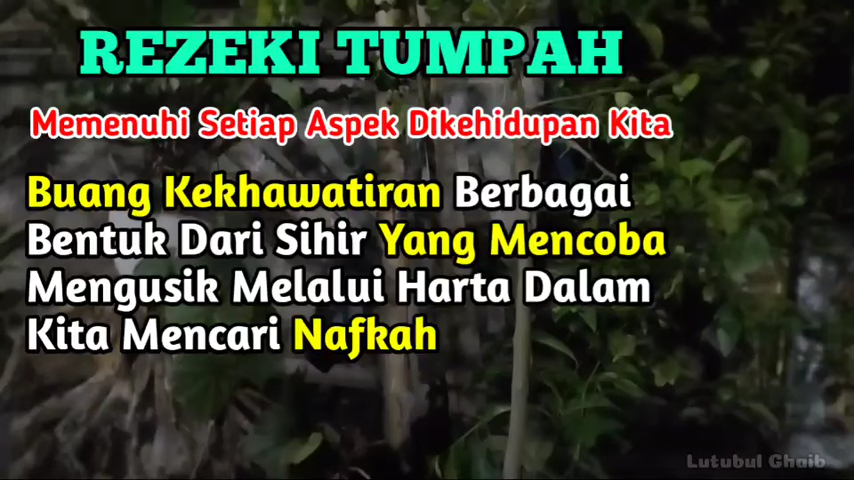 REZEKI TUMPAH
Memenuhi Setiap Aspek Dikehidupan Kita
Buang Kekhawatiran Berbagai
Bentuk Dari Sihir Yang Mencoba
Mengusik Melalui Harta Dalam
Kita Mencari Nafkah
Lutubul Ghaib